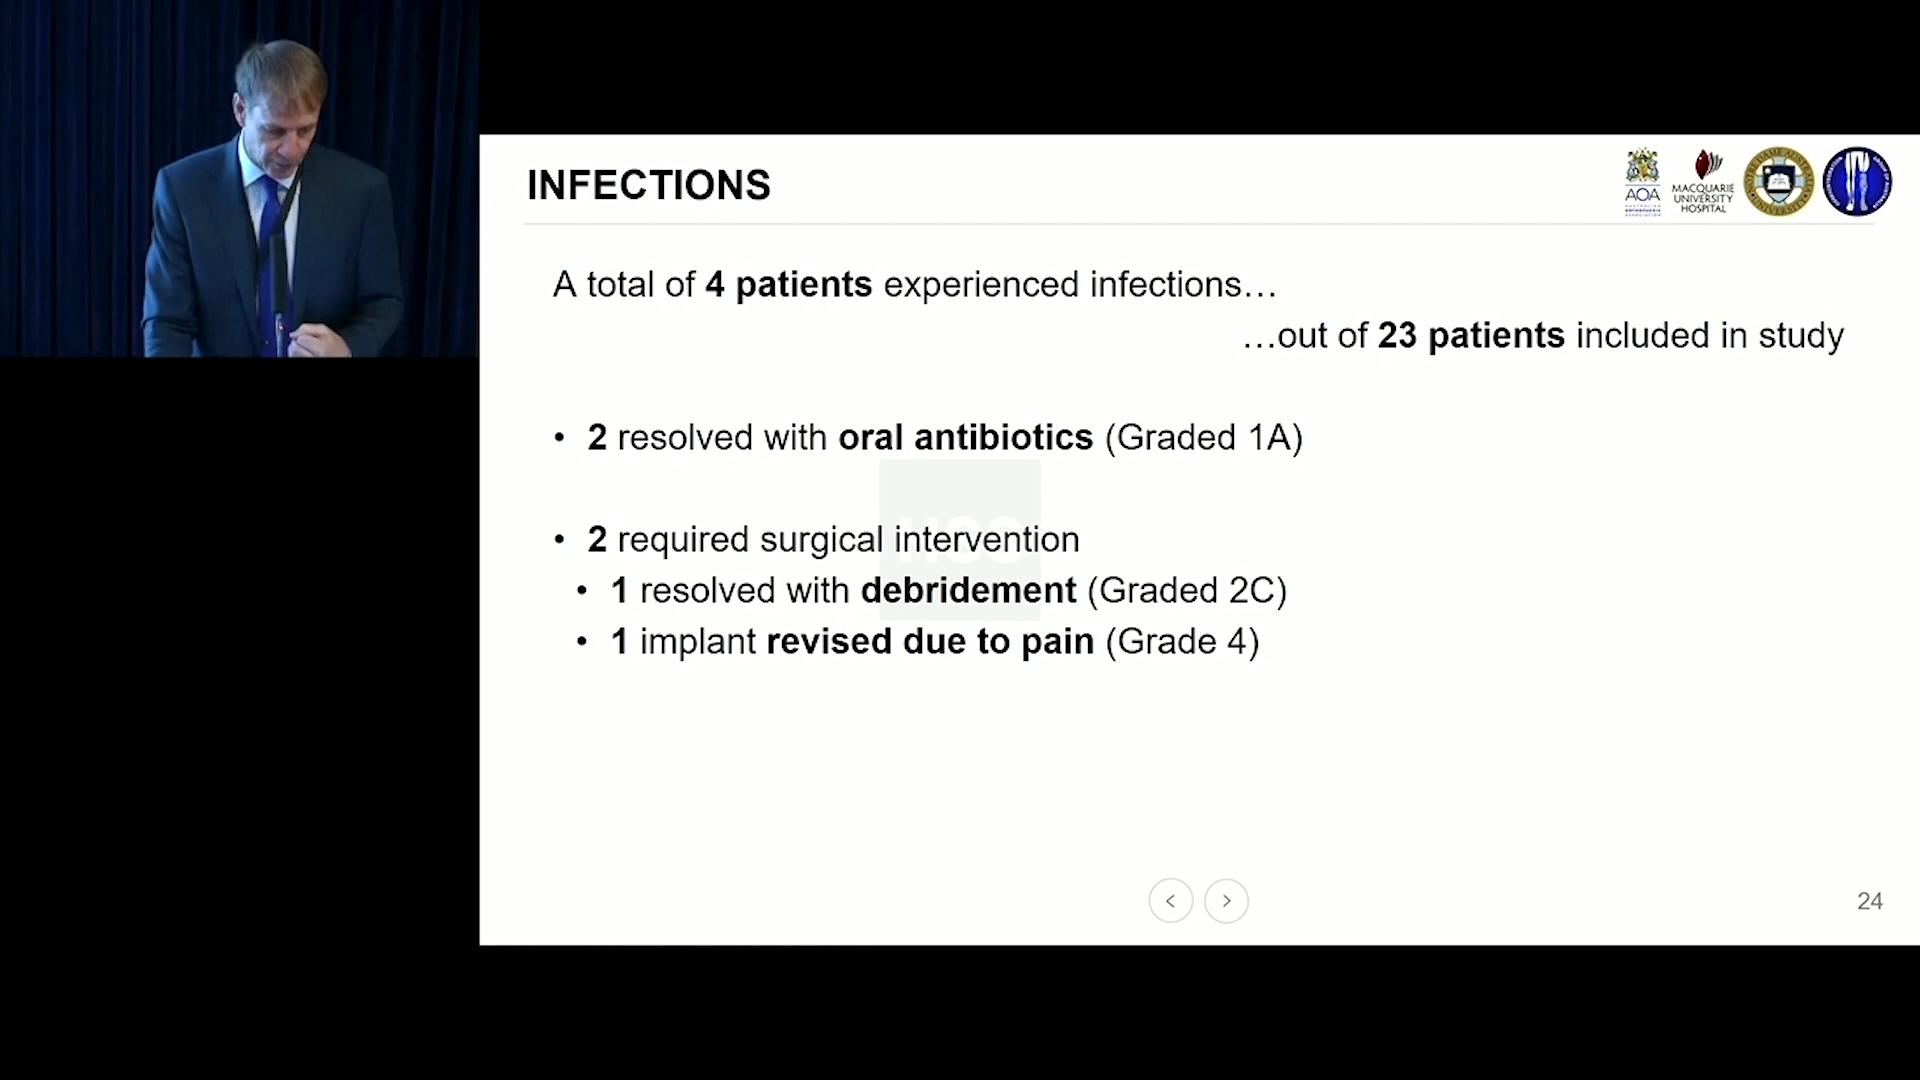 INFECTIONS
AOA
MACQUARIE
UNIVERSITY
HOSPITAL
A total of 4 patients experienced infections…
…out of 23 patients included in study
• 2 resolved with oral antibiotics (Graded 1A)
• 2 required surgical intervention
• 1 resolved with debridement (Graded 2C)
• 1 implant revised due to pain (Grade 4)
24